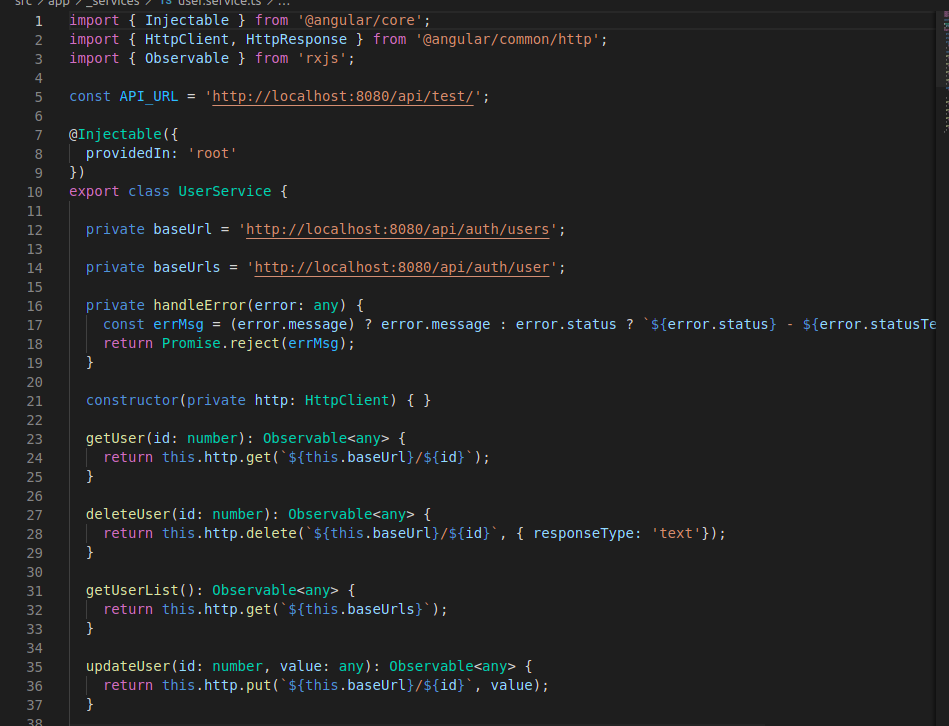 src > app > _services > TS user.service.ts > ...
1 import { Injectable } from '@angular/core';
2 import { HttpClient, HttpResponse } from '@angular/common/http';
3 import { Observable } from 'rxjs';
4
5 const API_URL = 'http://localhost:8080/api/test/';
6
7 @Injectable({
8   providedIn: 'root'
9 })
10 export class UserService {
11
12   private baseUrl = 'http://localhost:8080/api/auth/users';
13
14   private baseUrls = 'http://localhost:8080/api/auth/user';
15
16   private handleError(error: any) {
17     const errMsg = (error.message) ? error.message : error.status ? `${error.status} - ${error.statusTe
18     return Promise.reject(errMsg);
19   }
20
21   constructor(private http: HttpClient) { }
22
23   getUser(id: number): Observable<any> {
24     return this.http.get(`${this.baseUrl}/${id}`);
25   }
26
27   deleteUser(id: number): Observable<any> {
28     return this.http.delete(`${this.baseUrl}/${id}`, { responseType: 'text'});
29   }
30
31   getUserList(): Observable<any> {
32     return this.http.get(`${this.baseUrls}`);
33   }
34
35   updateUser(id: number, value: any): Observable<any> {
36     return this.http.put(`${this.baseUrl}/${id}`, value);
37   }
38